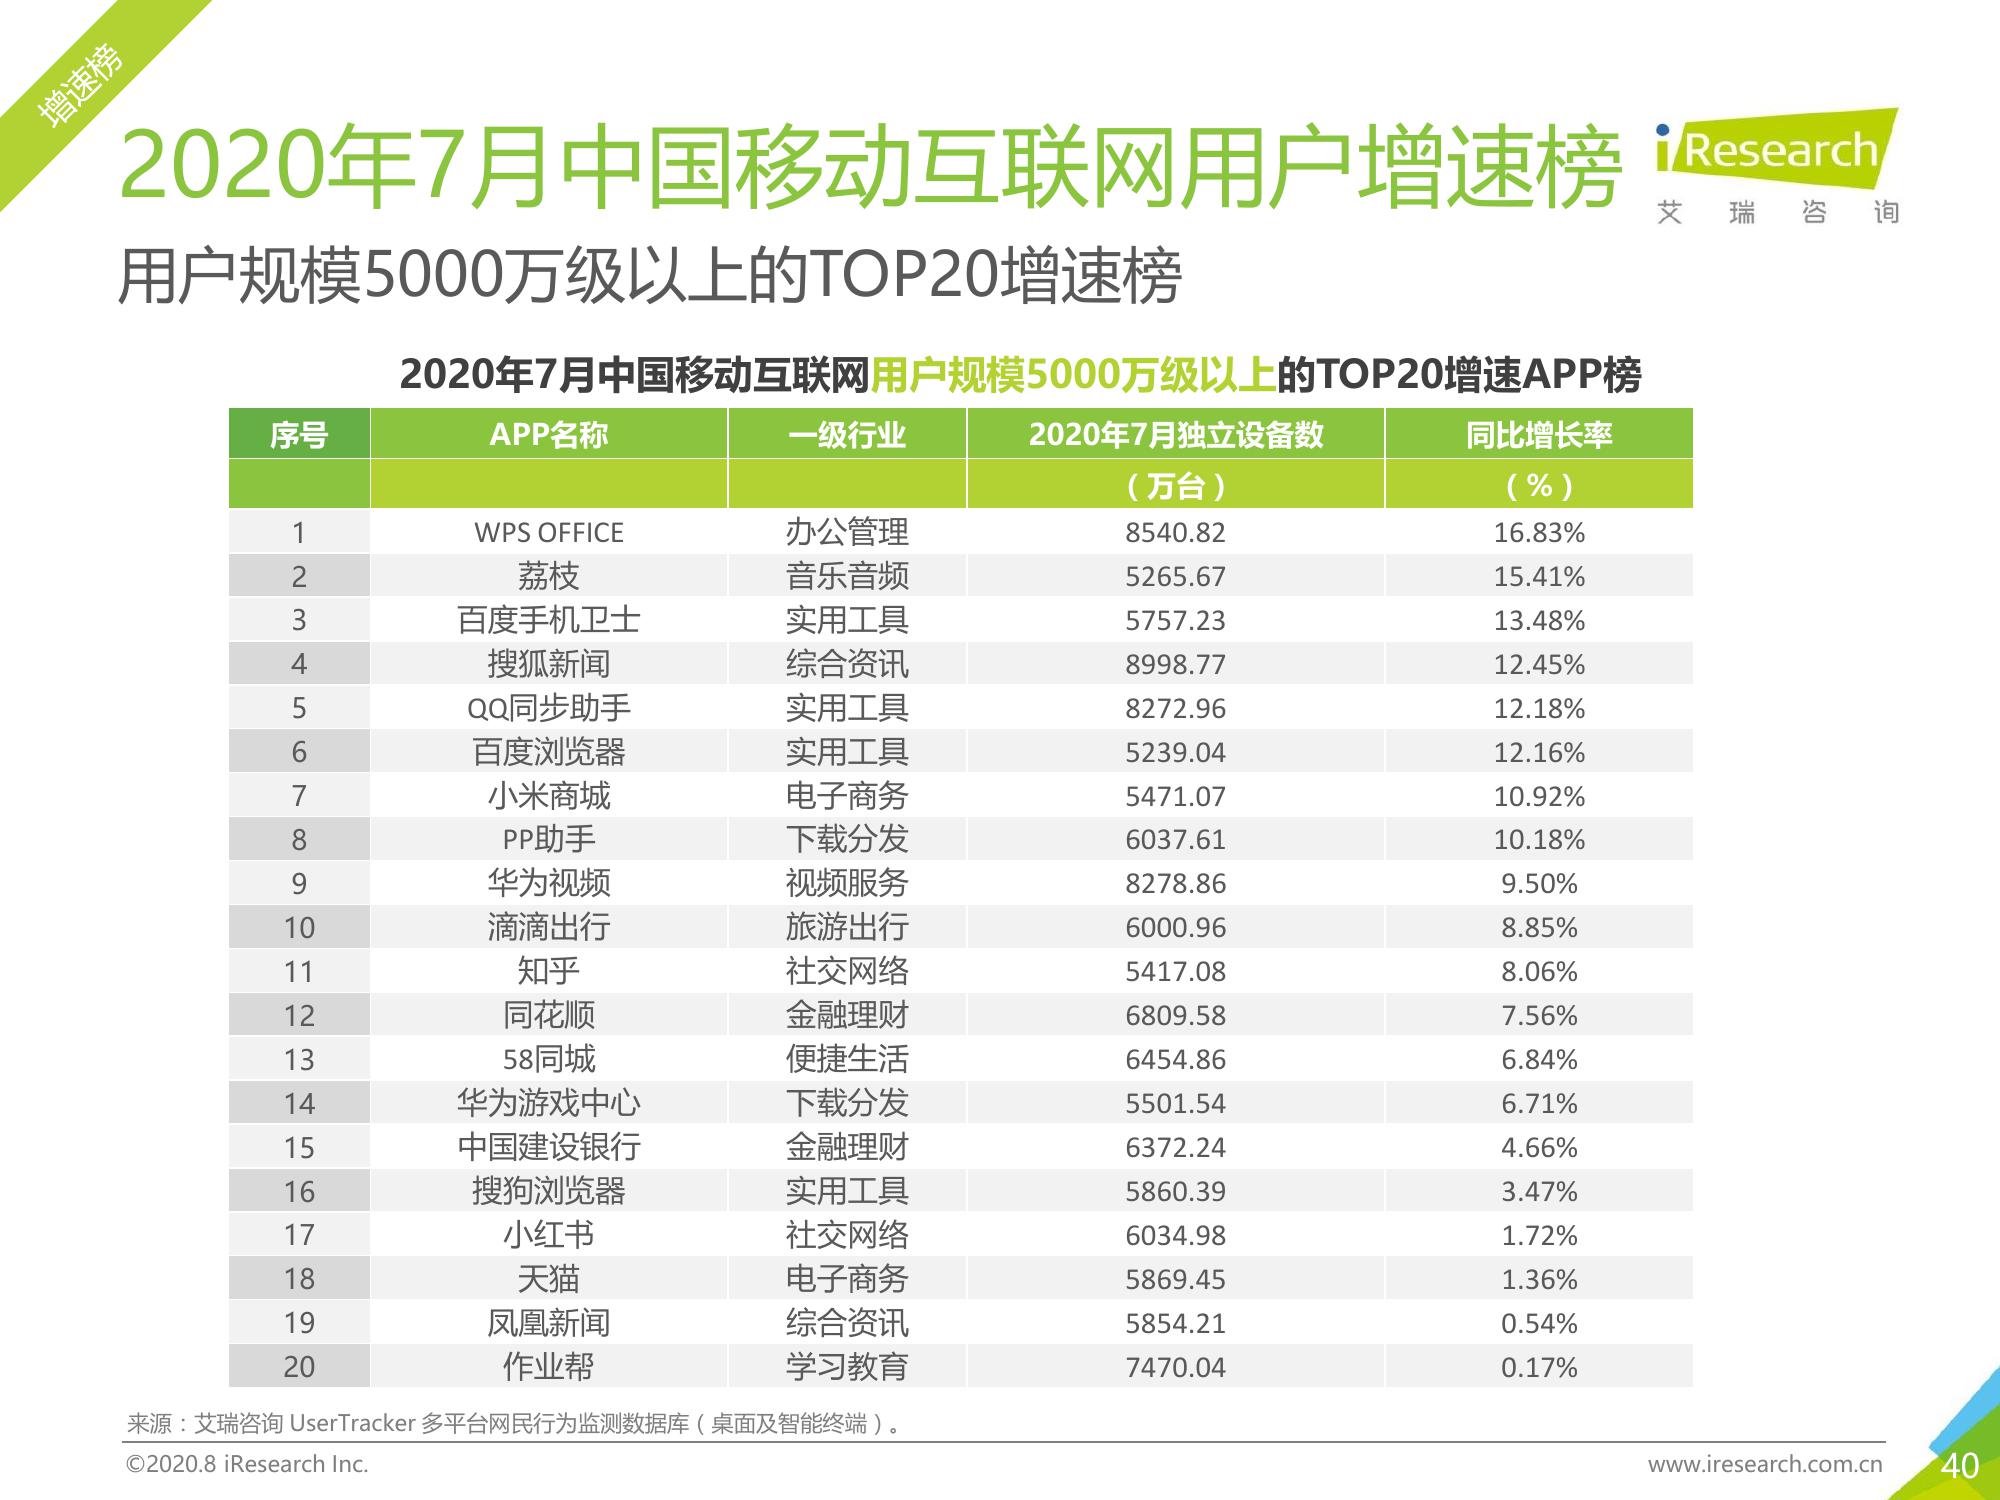 增速榜
2020年7月中国移动互联网用户增速榜
iResearch
艾瑞咨询
用户规模5000万级以上的TOP20增速榜
2020年7月中国移动互联网用户规模5000万级以上的TOP20增速APP榜
序号 APP名称 一级行业 2020年7月独立设备数 同比增长率
（万台） （%）
1 WPS OFFICE 办公管理 8540.82 16.83%
2 荔枝 音乐音频 5265.67 15.41%
3 百度手机卫士 实用工具 5757.23 13.48%
4 搜狐新闻 综合资讯 8998.77 12.45%
5 QQ同步助手 实用工具 8272.96 12.18%
6 百度浏览器 实用工具 5239.04 12.16%
7 小米商城 电子商务 5471.07 10.92%
8 PP助手 下载分发 6037.61 10.18%
9 华为视频 视频服务 8278.86 9.50%
10 滴滴出行 旅游出行 6000.96 8.85%
11 知乎 社交网络 5417.08 8.06%
12 同花顺 金融理财 6809.58 7.56%
13 58同城 便捷生活 6454.86 6.84%
14 华为游戏中心 下载分发 5501.54 6.71%
15 中国建设银行 金融理财 6372.24 4.66%
16 搜狗浏览器 实用工具 5860.39 3.47%
17 小红书 社交网络 6034.98 1.72%
18 天猫 电子商务 5869.45 1.36%
19 凤凰新闻 综合资讯 5854.21 0.54%
20 作业帮 学习教育 7470.04 0.17%
来源：艾瑞咨询 UserTracker 多平台网民行为监测数据库（桌面及智能终端）。
©2020.8 iResearch Inc. www.iresearch.com.cn
40